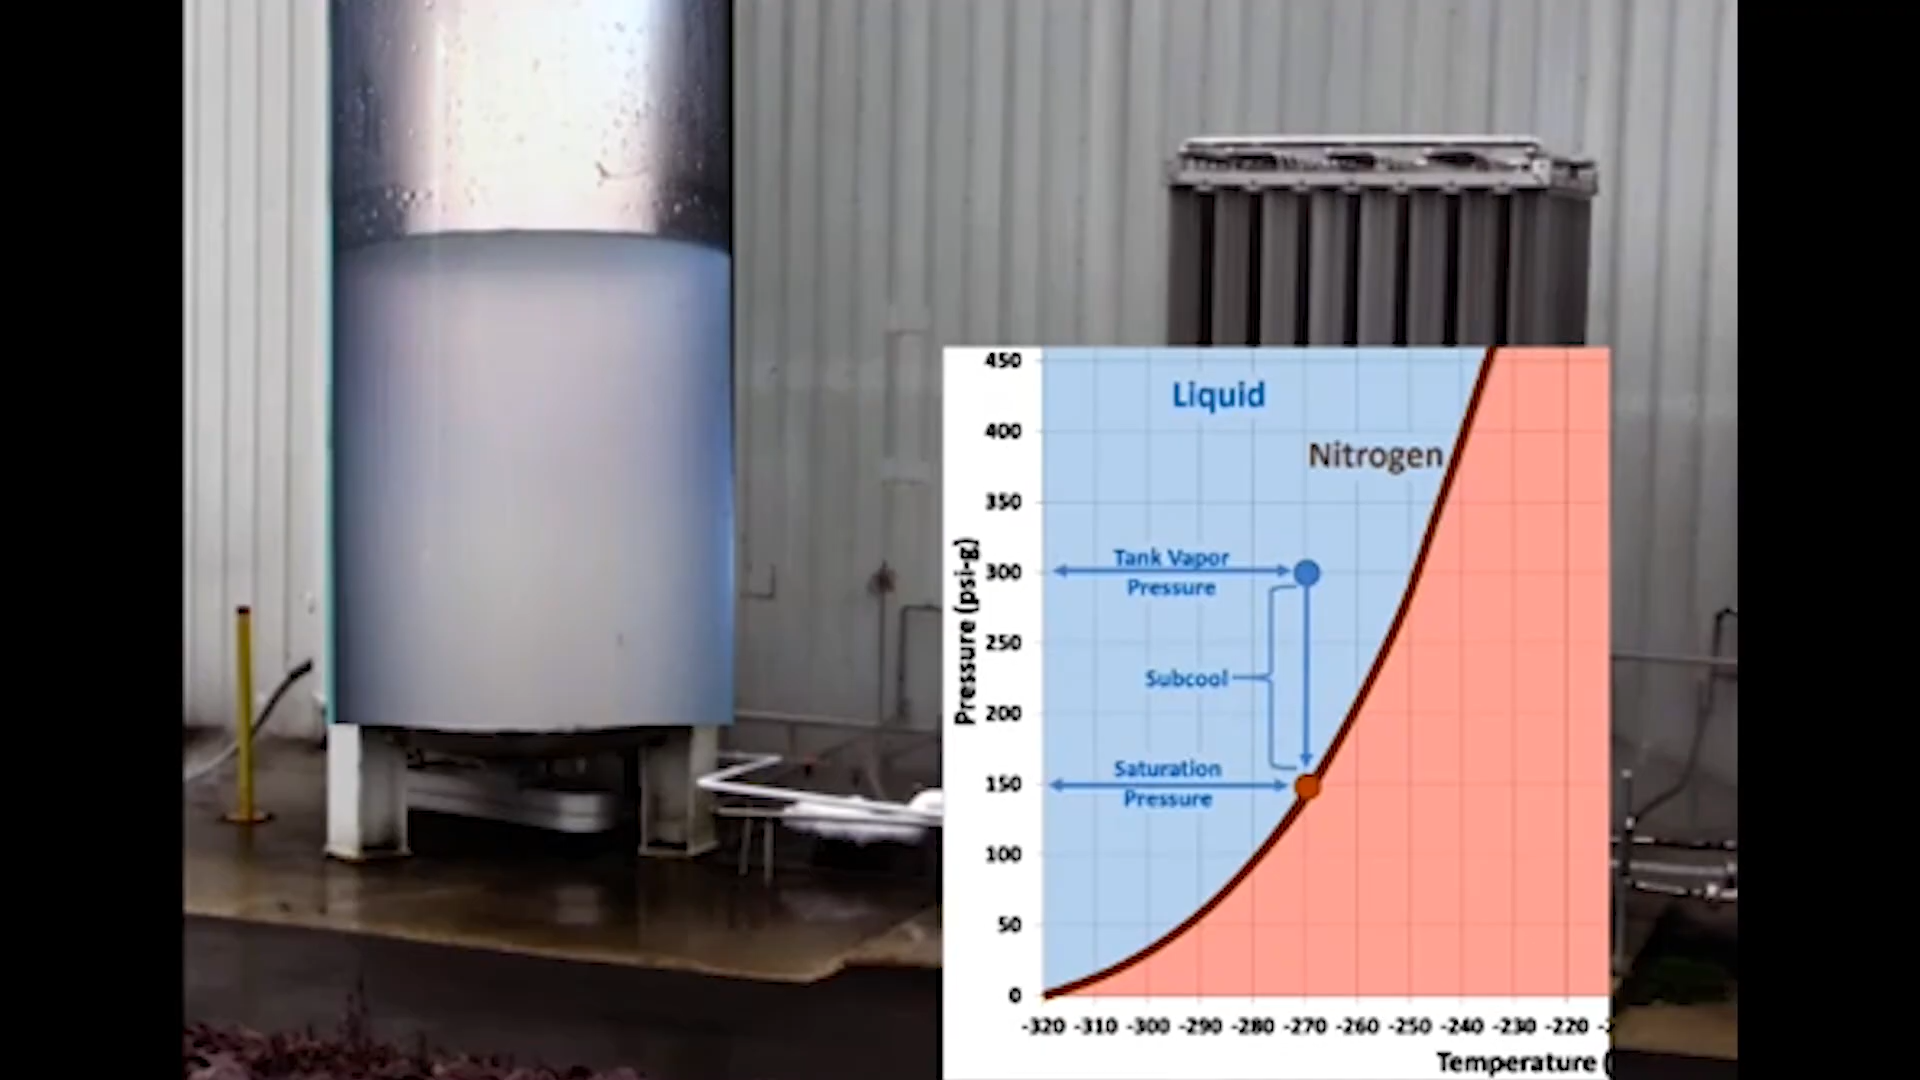 450
Liquid
400
Nitrogen
350
Tank Vapor
300
Pressure
Pressure (psi-g)
250
Subcool
200
Saturation
150
Pressure
100
50
0
-320 -310 -300 -290 -280 -270 -260 -250 -240 -230 -220 -2
Temperature (